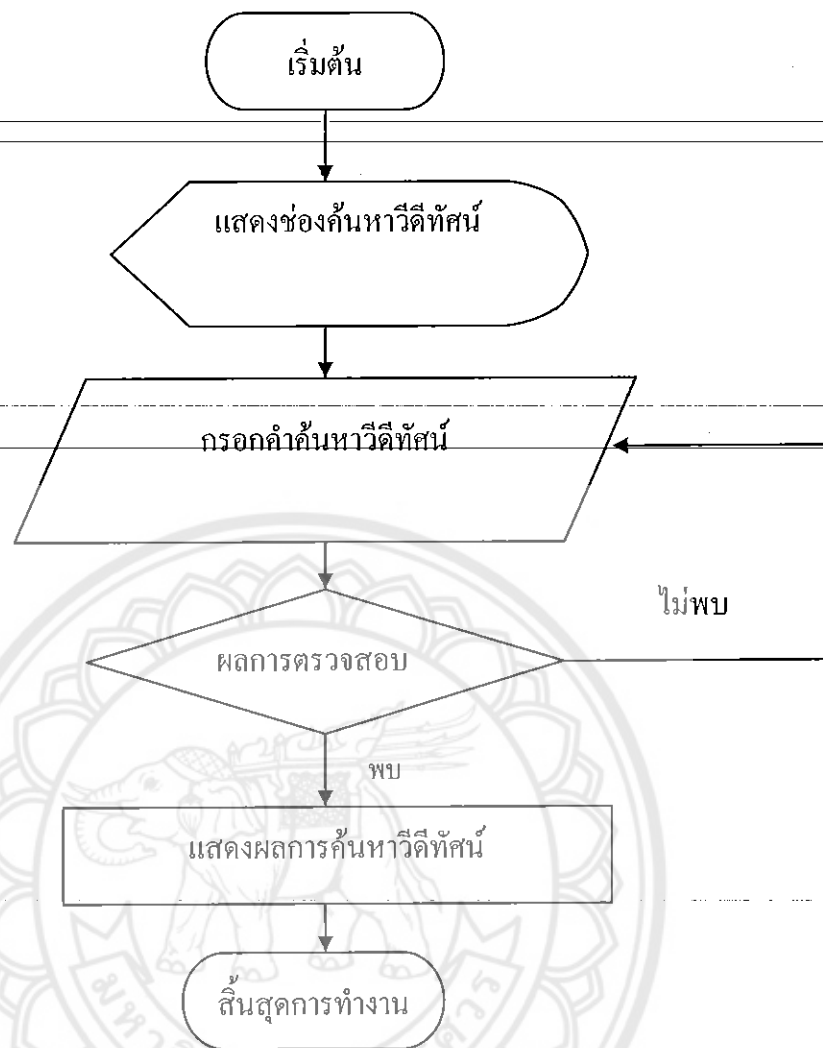 เริ่มต้น
แสดงช่องค้นหาวีดีทัศน์
กรอกคำค้นหาวีดีทัศน์
ไม่พบ
ผลการตรวจสอบ
พบ
แสดงผลการค้นหาวีดีทัศน์
สิ้นสุดการทำงาน